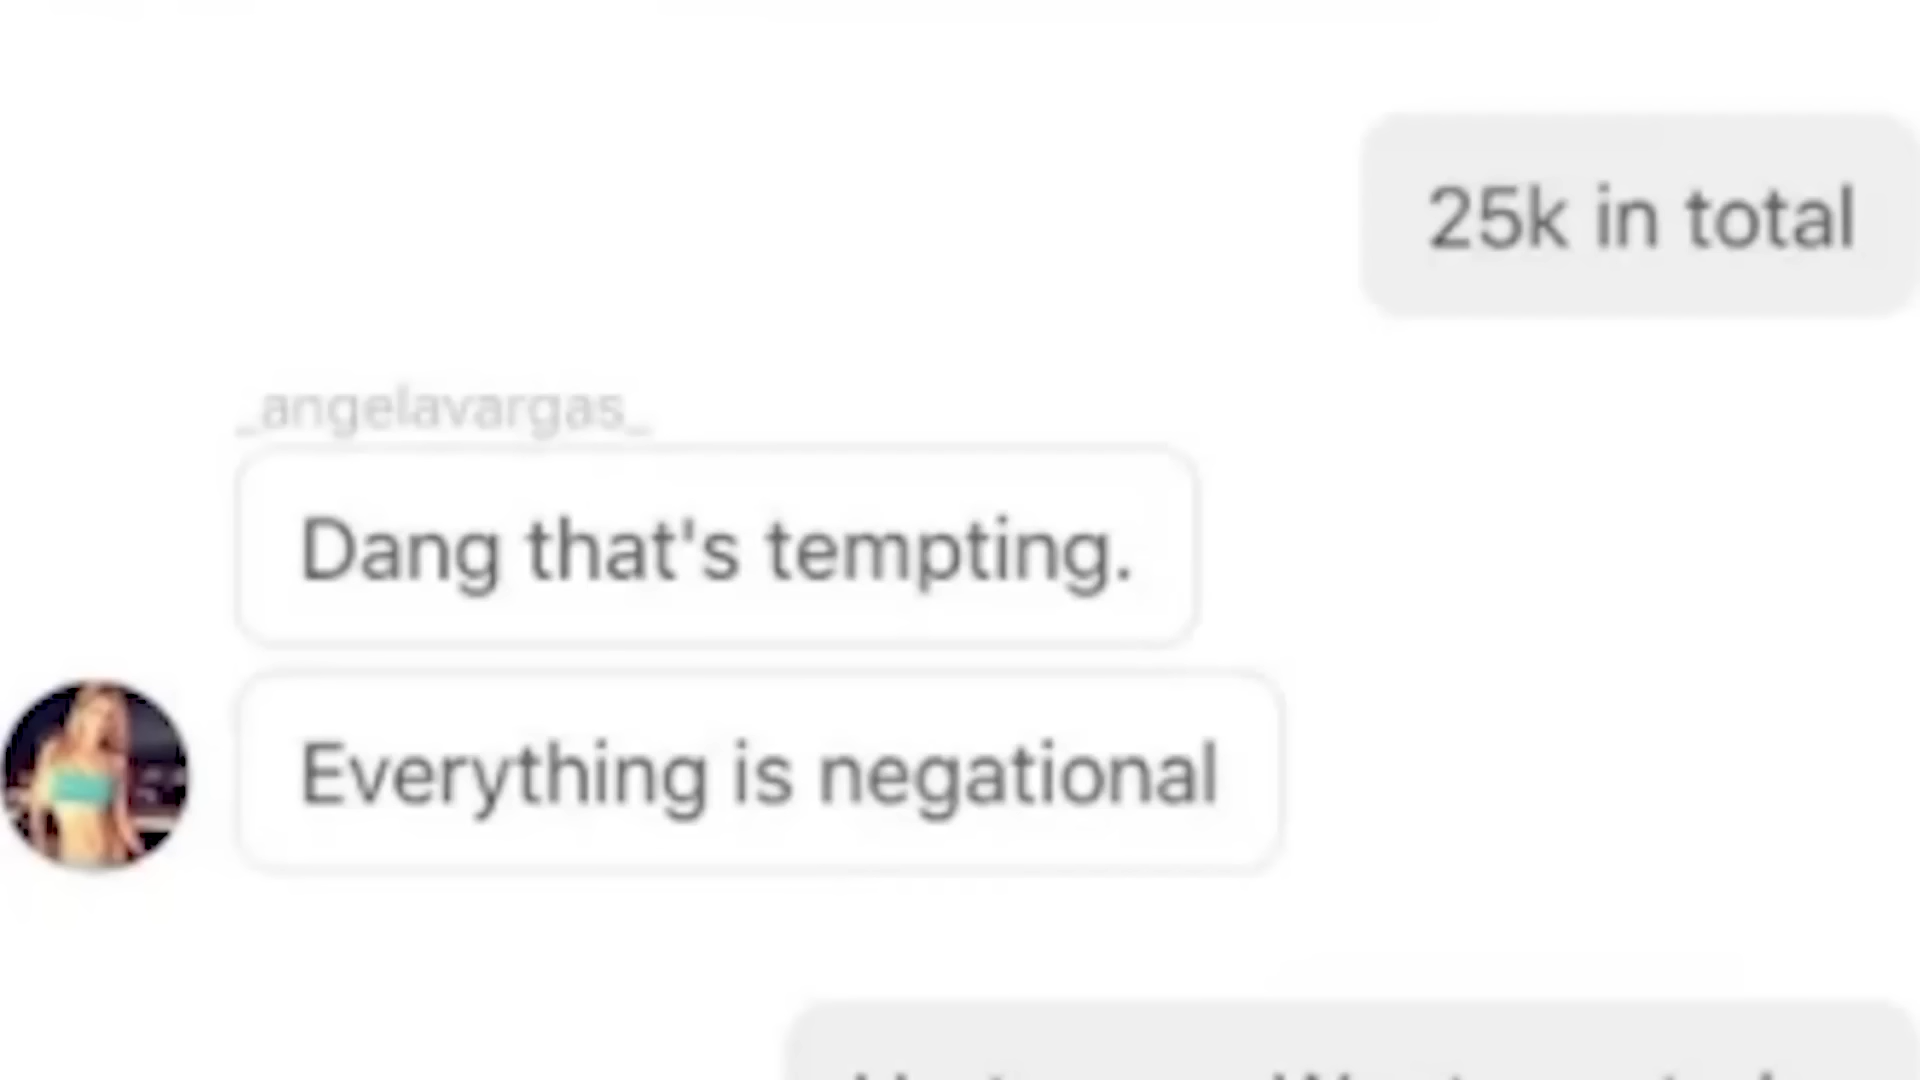 25k in total
_angelavargas_
Dang that's tempting.
Everything is negational